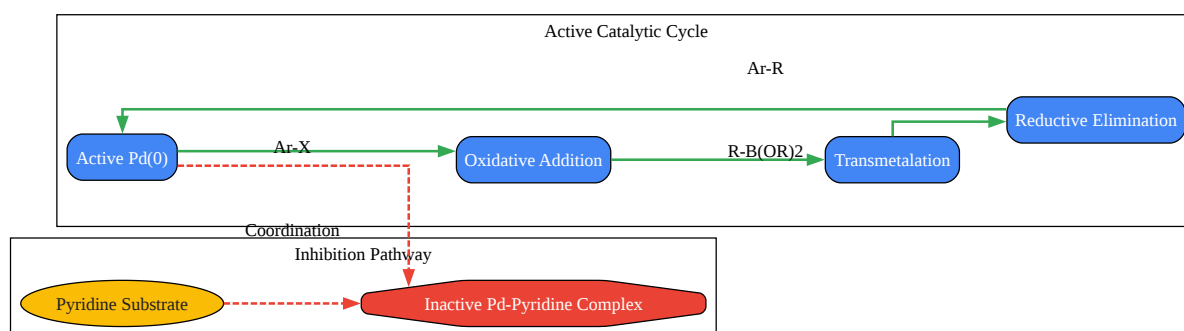 Active Catalytic Cycle
Ar-R
Reductive Elimination
Active Pd(0)
Ar-X
Oxidative Addition
R-B(OR)2
Transmetalation
Coordination
Inhibition Pathway
Pyridine Substrate
Inactive Pd-Pyridine Complex